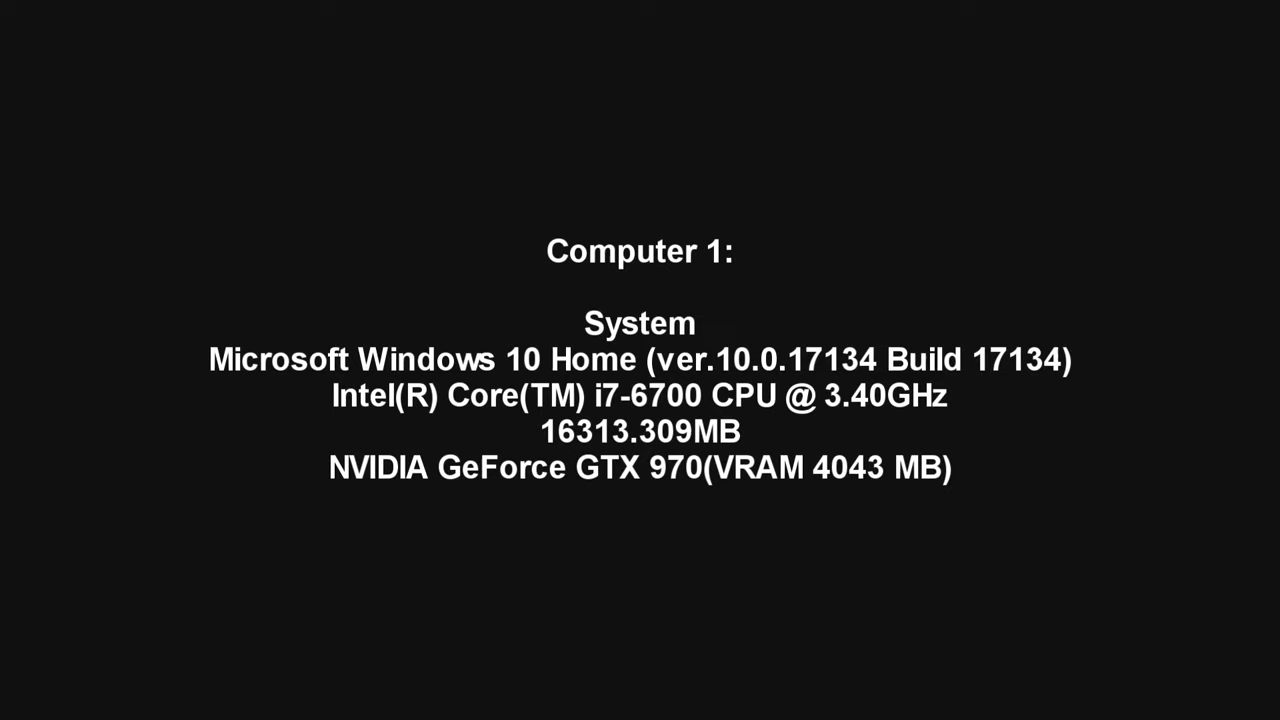 Computer 1:
System
Microsoft Windows 10 Home (ver.10.0.17134 Build 17134)
Intel(R) Core(TM) i7-6700 CPU @ 3.40GHz
16313.309MB
NVIDIA GeForce GTX 970(VRAM 4043 MB)